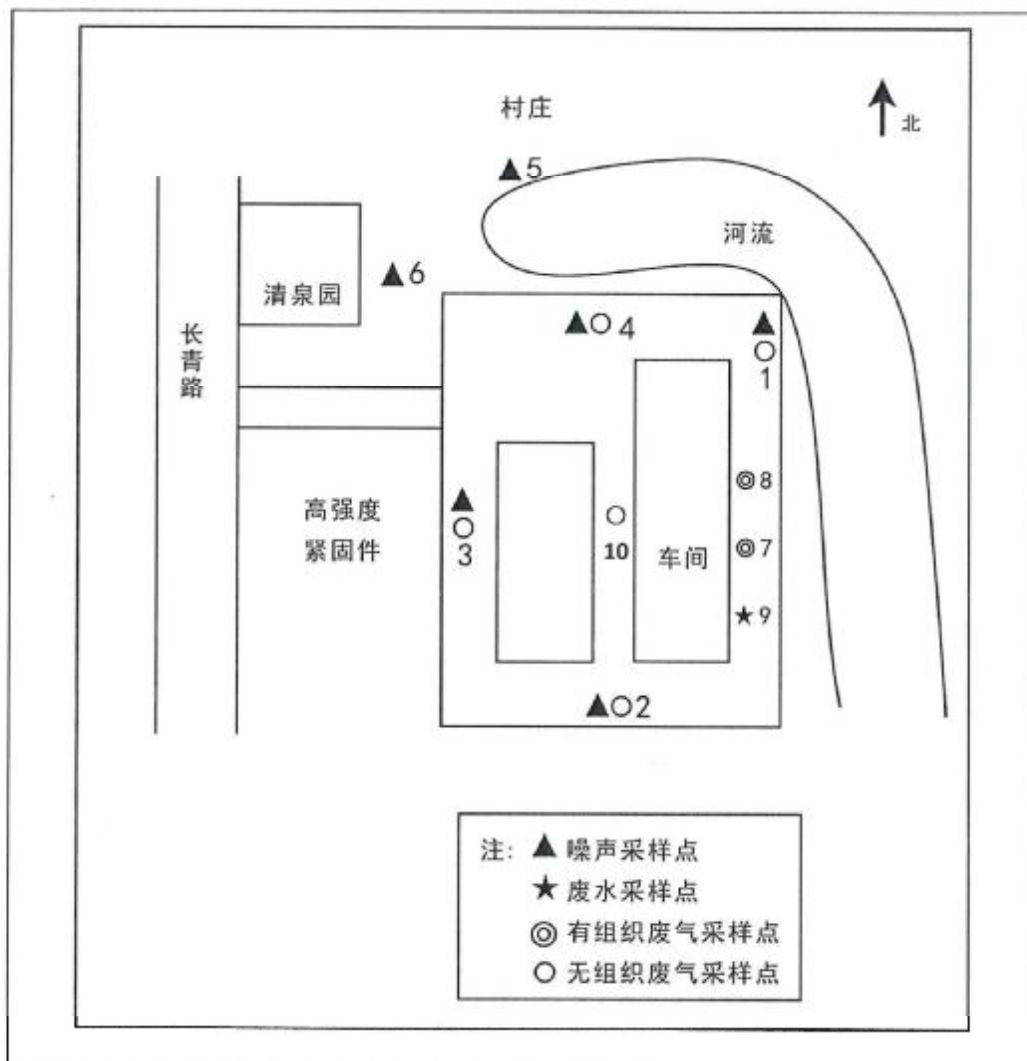 村庄
北
5
河流
6
清泉园
4
1
长青路
8
高强度
紧固件
3
10
车间
7
9
2
注: ▲ 噪声采样点
★ 废水采样点
◎ 有组织废气采样点
○ 无组织废气采样点